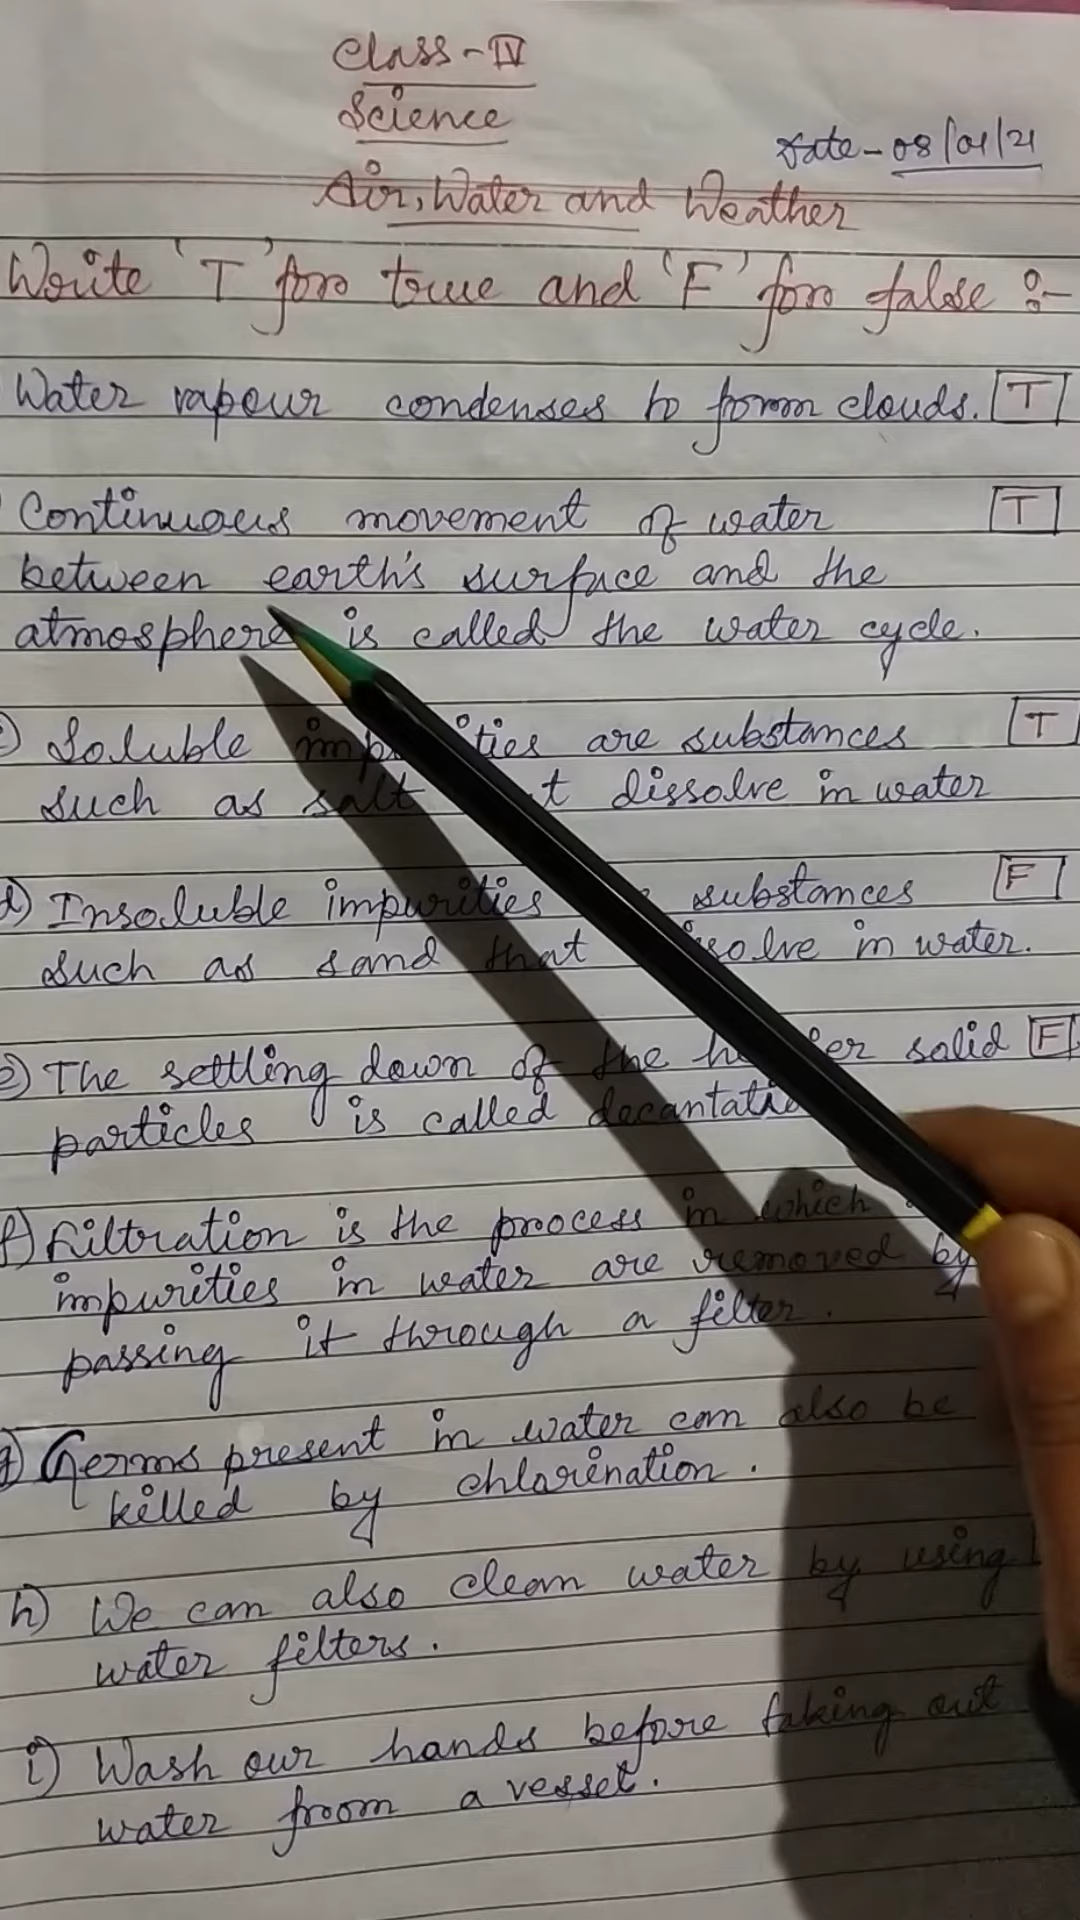 Class - IV
Science
Date - 08/01/21
Air, Water and Weather
Write 'T' for true and 'F' for false :-
Water vapour condenses to form clouds. T
Continuous movement of water T
between earth's surface and the
atmosphere is called the water cycle.
Soluble ties are substances T
such as salt dissolve in water
d) Insoluble impurities substances F
such as sand that in water.
e) The settling down of the solid F
particles is called
f) Filtration is the process in which
impurities in water are removed by
passing it through a filter.
g) Germs present in water can also be
killed by chlorination.
h) We can also clean water by using
water filters.
i) Wash our hands before taking out
water from a vessel.